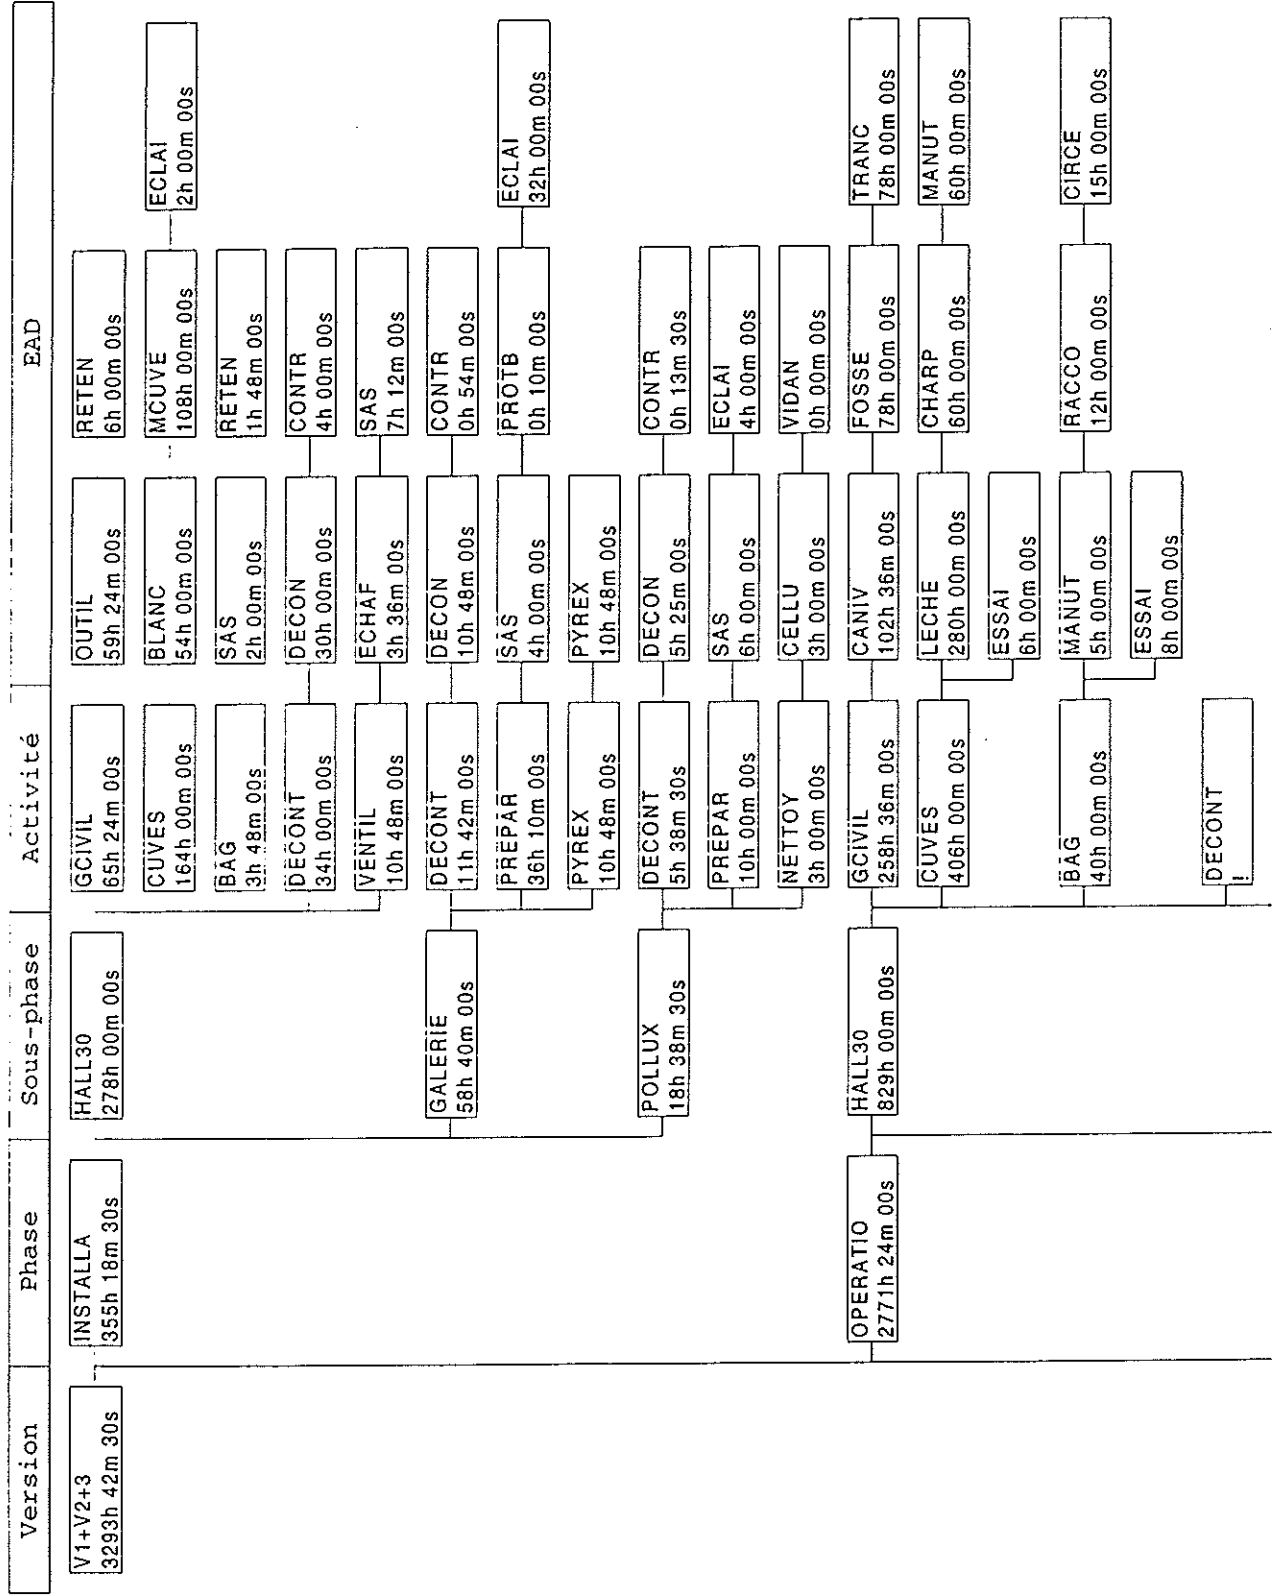 Version
Phase
Sous-phase
Activité
EAD
V1+V2+3
3293h 42m 30s
INSTALLA
355h 18m 30s
HALL30
278h 00m 00s
GCIVIL
65h 24m 00s
OUTIL
59h 24m 00s
RETEN
6h 00m 00s
CUVES
164h 00m 00s
BLANC
54h 00m 00s
MCUVE
108h 00m 00s
ECLAI
2h 00m 00s
BAG
3h 48m 00s
SAS
2h 00m 00s
RETEN
1h 48m 00s
DECONT
34h 00m 00s
DECON
30h 00m 00s
CONTR
4h 00m 00s
VENTIL
10h 48m 00s
ECHAF
3h 36m 00s
SAS
7h 12m 00s
GALERIE
58h 40m 00s
DECONT
11h 42m 00s
DECON
10h 48m 00s
CONTR
0h 54m 00s
PREPAR
36h 10m 00s
SAS
4h 00m 00s
PROTB
0h 10m 00s
ECLAI
32h 00m 00s
PYREX
10h 48m 00s
PYREX
10h 48m 00s
POLLUX
18h 38m 30s
DECONT
5h 38m 30s
DECON
5h 25m 00s
CONTR
0h 13m 30s
PREPAR
10h 00m 00s
SAS
6h 00m 00s
ECLAI
4h 00m 00s
NETTOY
3h 00m 00s
CELLU
3h 00m 00s
VIDAN
0h 00m 00s
OPERATIO
2771h 24m 00s
HALL30
829h 00m 00s
GCIVIL
258h 36m 00s
CANIV
102h 36m 00s
FOSSE
78h 00m 00s
TRANC
78h 00m 00s
CUVES
406h 00m 00s
LECHE
280h 00m 00s
CHARP
60h 00m 00s
MANUT
60h 00m 00s
ESSAI
6h 00m 00s
BAG
40h 00m 00s
MANUT
5h 00m 00s
RACCO
12h 00m 00s
CIRCE
15h 00m 00s
ESSAI
8h 00m 00s
DECONT
!